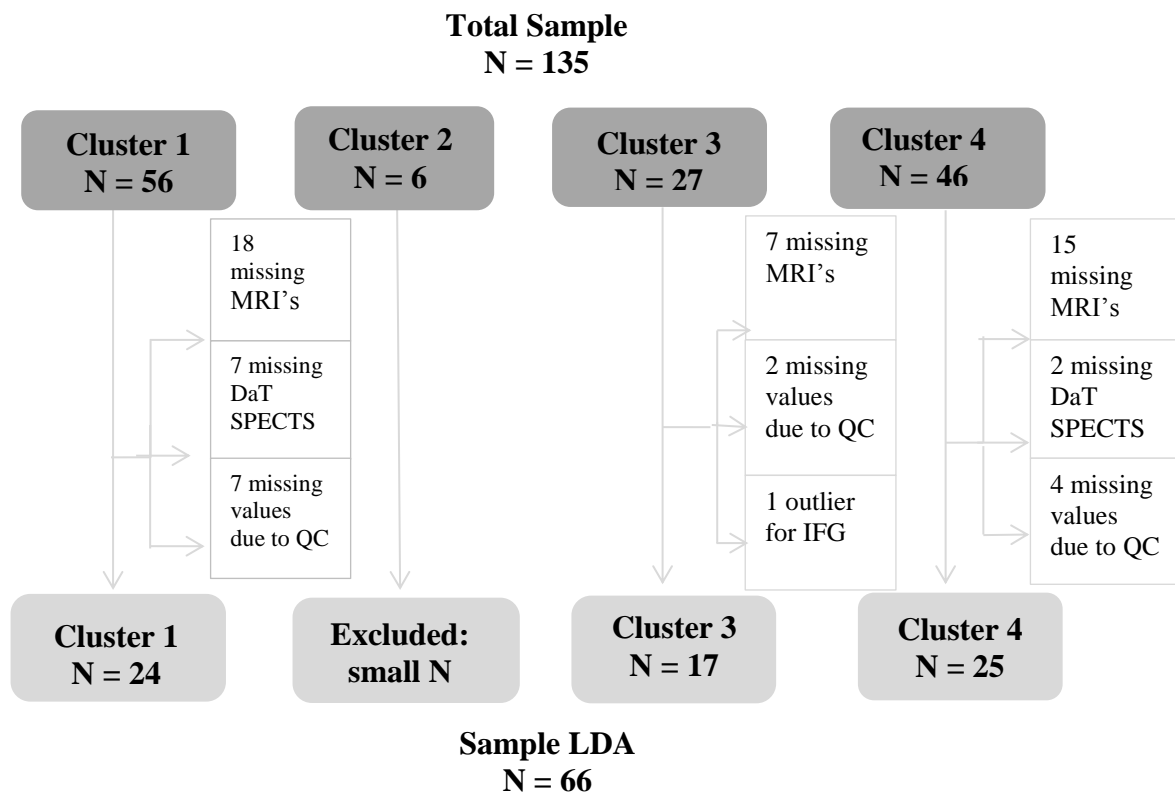 Total Sample
N = 135
Cluster 1
N = 56
Cluster 2
N = 6
Cluster 3
N = 27
Cluster 4
N = 46
18
missing
MRI's
7 missing
DaT
SPECTS
7 missing
values
due to QC
7 missing
MRI's
2 missing
values
due to QC
1 outlier
for IFG
15
missing
MRI's
2 missing
DaT
SPECTS
4 missing
values
due to QC
Cluster 1
N = 24
Excluded:
small N
Cluster 3
N = 17
Cluster 4
N = 25
Sample LDA
N = 66